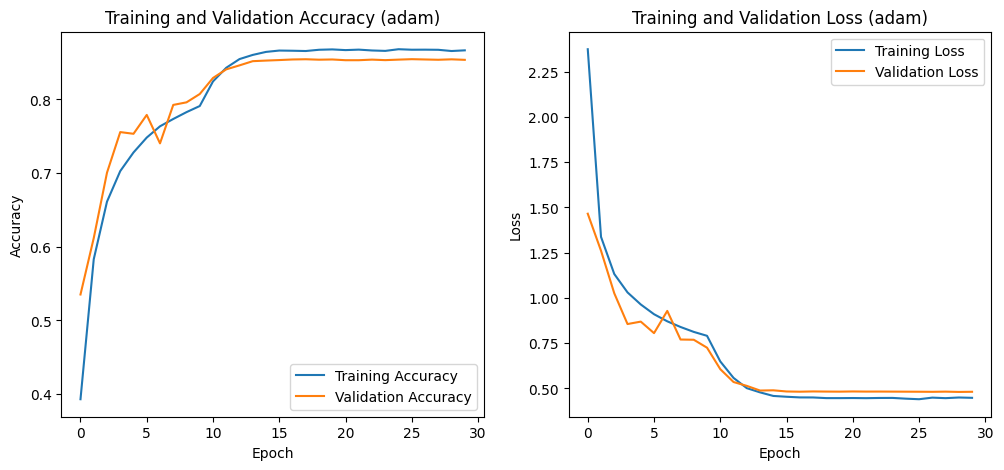 Training and Validation Accuracy (adam)
Accuracy
0.8
0.7
0.6
0.5
0.4
0
5
10
15
20
25
30
Epoch
Training Accuracy
Validation Accuracy
Training and Validation Loss (adam)
Loss
2.25
2.00
1.75
1.50
1.25
1.00
0.75
0.50
0
5
10
15
20
25
30
Epoch
Training Loss
Validation Loss